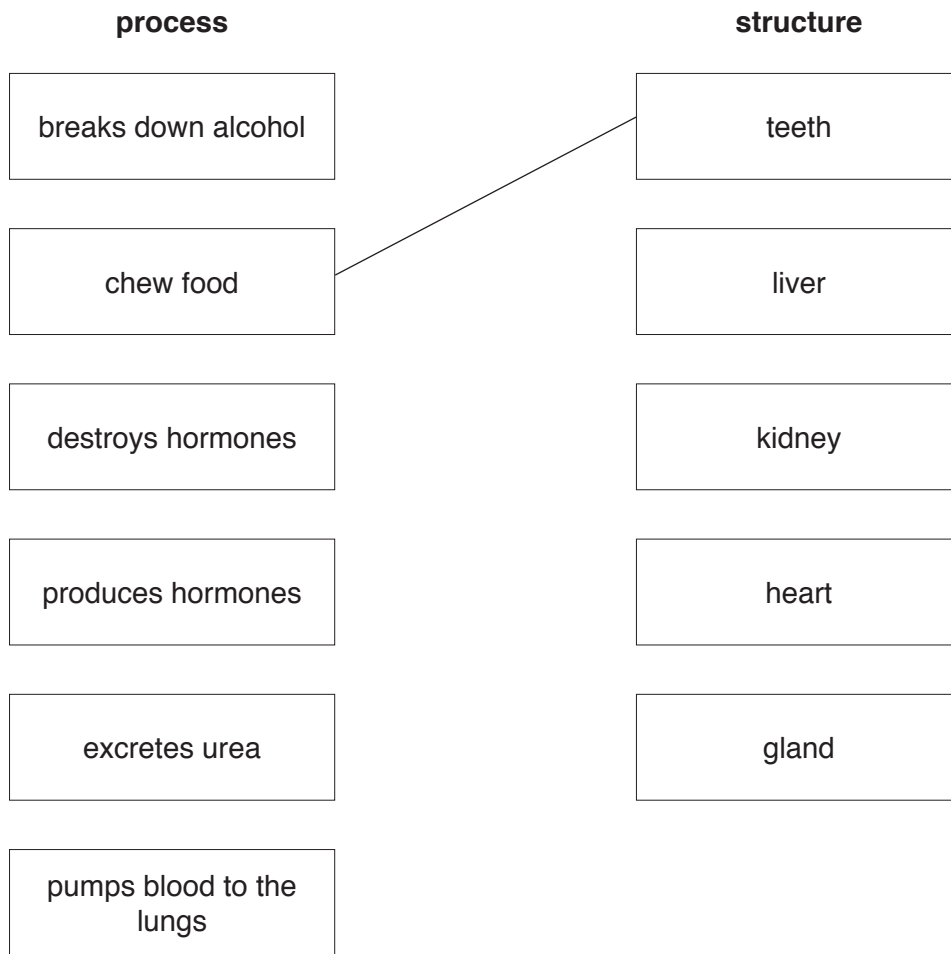 process
structure
breaks down alcohol
teeth
chew food
liver
destroys hormones
kidney
produces hormones
heart
excretes urea
gland
pumps blood to the
lungs